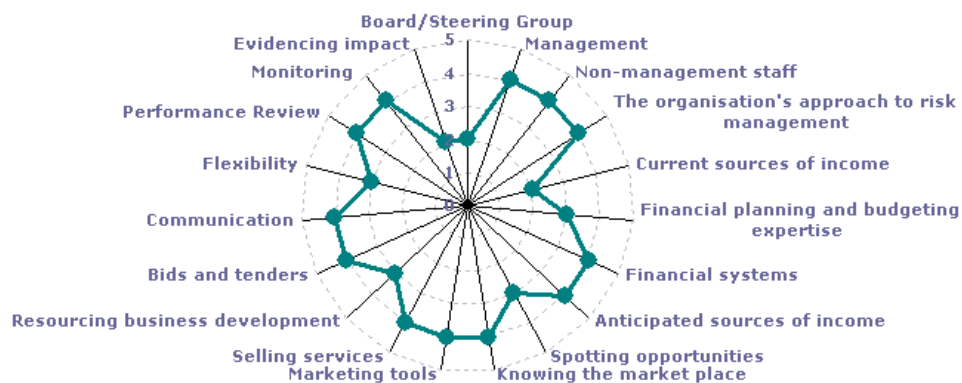 Board/Steering Group
5
Evidencing impact
Management
Monitoring
4
Non-management staff
Performance Review
3
The organisation's approach to risk
management
2
Flexibility
1
Current sources of income
0
Communication
Financial planning and budgeting
expertise
Bids and tenders
Financial systems
Resourcing business development
Anticipated sources of income
Selling services
Spotting opportunities
Marketing tools
Knowing the market place